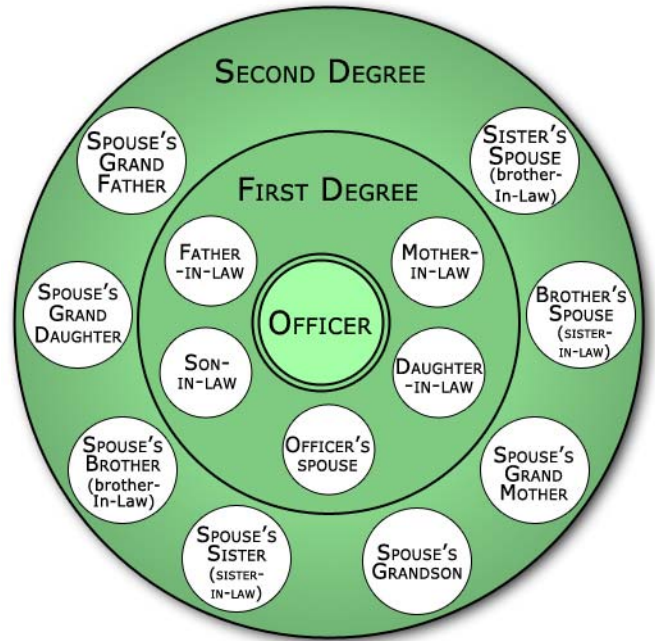 SECOND DEGREE
SPOUSE'S
GRAND
FATHER
SISTER'S
SPOUSE
(brother-
In-Law)
FIRST DEGREE
FATHER
-IN-LAW
MOTHER-
IN-LAW
OFFICER
SPOUSE'S
GRAND
DAUGHTER
BROTHER'S
SPOUSE
(SISTER-
IN-LAW)
SON-
IN-LAW
DAUGHTER
-IN-LAW
OFFICER'S
SPOUSE
SPOUSE'S
BROTHER
(brother-
In-Law)
SPOUSE'S
GRAND
MOTHER
SPOUSE'S
SISTER
(SISTER-
IN-LAW)
SPOUSE'S
GRANDSON